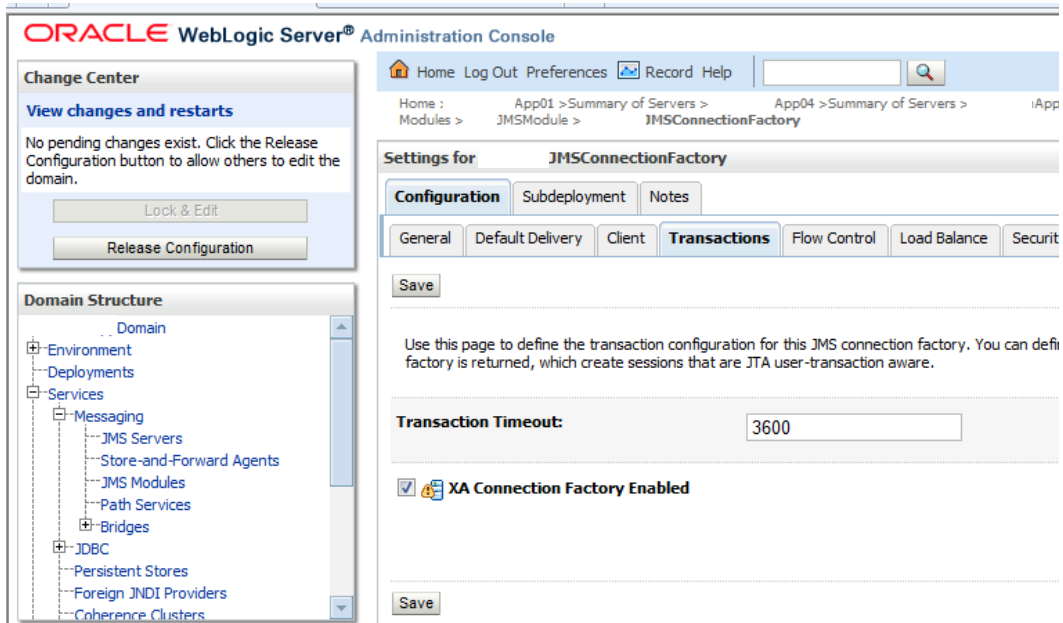 ORACLE WebLogic Server® Administration Console
Change Center
View changes and restarts
No pending changes exist. Click the Release
Configuration button to allow others to edit the
domain.
Lock & Edit
Release Configuration
Domain Structure
Domain
Environment
Deployments
Services
Messaging
JMS Servers
Store-and-Forward Agents
JMS Modules
Path Services
Bridges
JDBC
Persistent Stores
Foreign JNDI Providers
Coherence Clusters
Home Log Out Preferences Record Help
Home : App01 >Summary of Servers > App04 >Summary of Servers > App
Modules > JMSModule > JMSConnectionFactory
Settings for JMSConnectionFactory
Configuration Subdeployment Notes
General Default Delivery Client Transactions Flow Control Load Balance Securit
Save
Use this page to define the transaction configuration for this JMS connection factory. You can defi
factory is returned, which create sessions that are JTA user-transaction aware.
Transaction Timeout: 3600
XA Connection Factory Enabled
Save